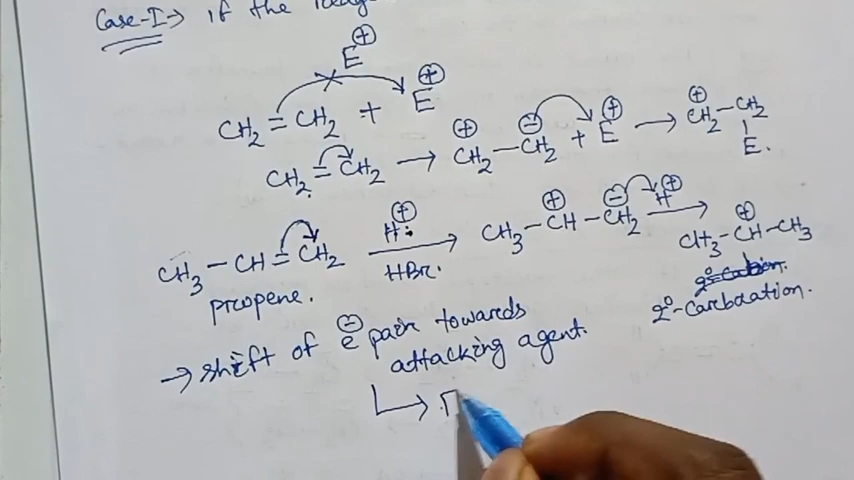 Case-I → if the
E⊕
CH2=CH2 + E⊕
CH2=CH2 → ⊕CH2-⊖CH2 + E⊕ → ⊕CH2-CH2
E.
CH3-CH=CH2 H⊕ HBr. → CH3-⊕CH-⊖CH2 H⊕ → CH3-⊕CH-CH3
propene.
2°-Carbocation.
→ shift of ⊖e pair towards
attacking agent.